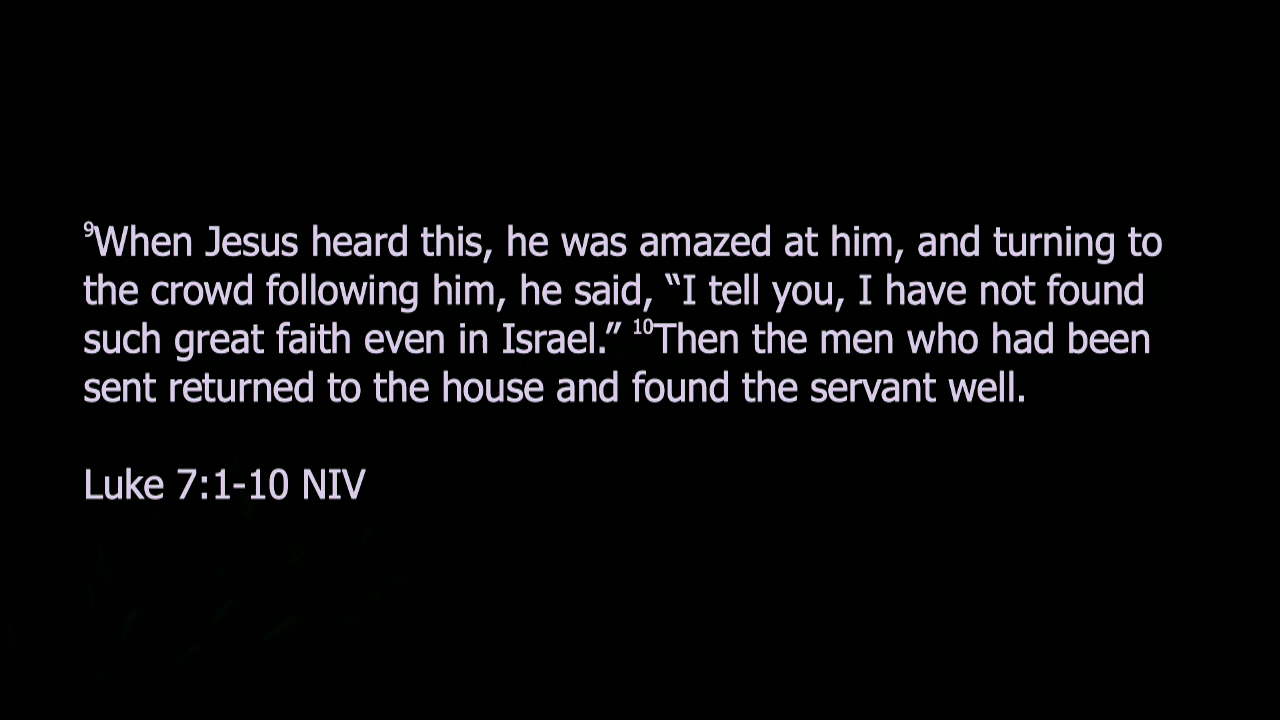 ⁹When Jesus heard this, he was amazed at him, and turning to
the crowd following him, he said, “I tell you, I have not found
such great faith even in Israel.” ¹⁰Then the men who had been
sent returned to the house and found the servant well.
Luke 7:1-10 NIV